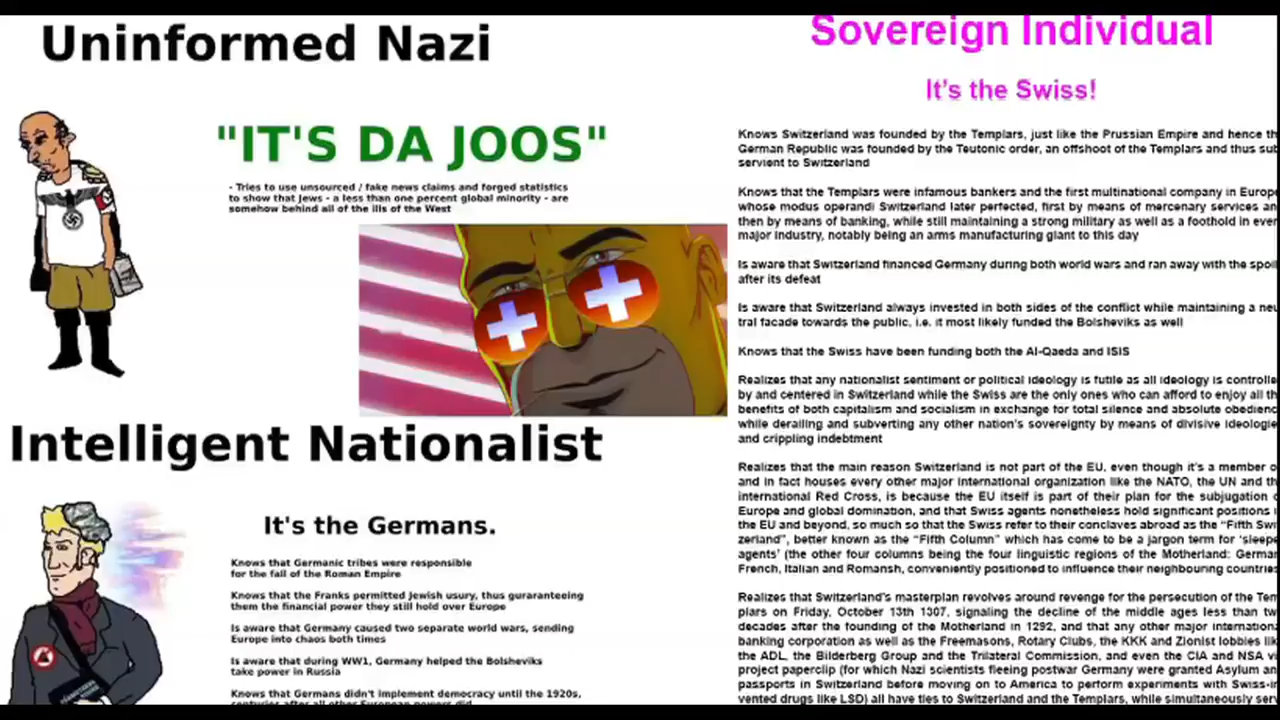 Uninformed Nazi
"IT'S DA JOOS"
- Tries to use unsourced / fake news claims and forged statistics
to show that Jews - a less than one percent global minority - are
somehow behind all of the ills of the West
Intelligent Nationalist
It's the Germans.
Knows that Germanic tribes were responsible
for the fall of the Roman Empire
Knows that the Franks permitted Jewish usury, thus guraranteeing
them the financial power they still hold over Europe
Is aware that Germany caused two separate world wars, sending
Europe into chaos both times
Is aware that during WW1, Germany helped the Bolsheviks
take power in Russia
Knows that Germans didn't implement democracy until the 1920s,
centuries after all other European powers did
Sovereign Individual
It's the Swiss!
Knows Switzerland was founded by the Templars, just like the Prussian Empire and hence th
German Republic was founded by the Teutonic order, an offshoot of the Templars and thus sub
servient to Switzerland
Knows that the Templars were infamous bankers and the first multinational company in Europe
whose modus operandi Switzerland later perfected, first by means of mercenary services an
then by means of banking, while still maintaining a strong military as well as a foothold in ever
major industry, notably being an arms manufacturing giant to this day
Is aware that Switzerland financed Germany during both world wars and ran away with the spoil
after its defeat
Is aware that Switzerland always invested in both sides of the conflict while maintaining a neu
tral facade towards the public, i.e. it most likely funded the Bolsheviks as well
Knows that the Swiss have been funding both the Al-Qaeda and ISIS
Realizes that any nationalist sentiment or political ideology is futile as all ideology is controlle
by and centered in Switzerland while the Swiss are the only ones who can afford to enjoy all th
benefits of both capitalism and socialism in exchange for total silence and absolute obedienc
while derailing and subverting any other nation's sovereignty by means of divisive ideologie
and crippling indebtment
Realizes that the main reason Switzerland is not part of the EU, even though it's a member o
and in fact houses every other major international organization like the NATO, the UN and th
international Red Cross, is because the EU itself is part of their plan for the subjugation o
Europe and global domination, and that Swiss agents nonetheless hold significant positions i
the EU and beyond, so much so that the Swiss refer to their conclaves abroad as the "Fifth Swi
zerland", better known as the "Fifth Column" which has come to be a jargon term for 'sleepe
agents' (the other four columns being the four linguistic regions of the Motherland: German
French, Italian and Romansh, conveniently positioned to influence their neighbouring countries
Realizes that Switzerland's masterplan revolves around revenge for the persecution of the Tem
plars on Friday, October 13th 1307, signaling the decline of the middle ages less than tw
decades after the founding of the Motherland in 1292, and that any other major internationa
banking corporation as well as the Freemasons, Rotary Clubs, the KKK and Zionist lobbies lik
the ADL, the Bilderberg Group and the Trilateral Commission, and even the CIA and NSA vi
project paperclip (for which Nazi scientists fleeing postwar Germany were granted Asylum an
passports in Switzerland before moving on to America to perform experiments with Swiss-in
vented drugs like LSD) all have ties to Switzerland and the Templars, while simultaneously ser